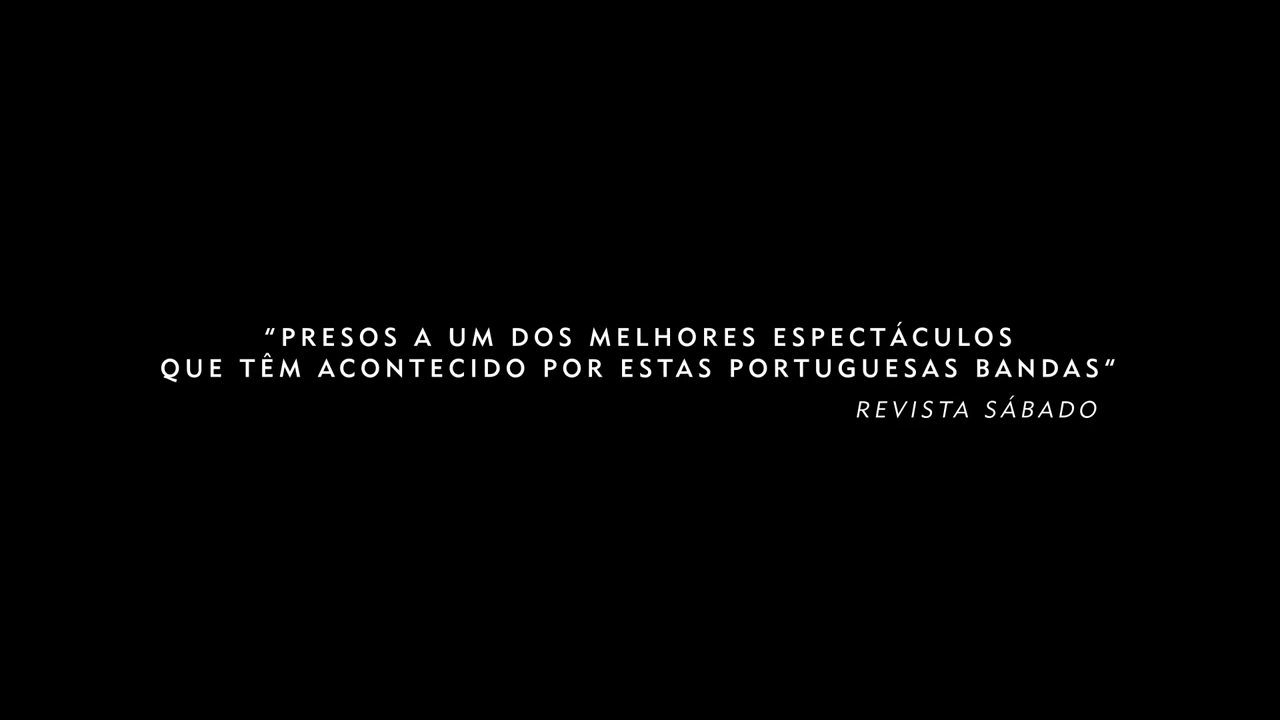 “PRESOS A UM DOS MELHORES ESPECTÁCULOS
QUE TÊM ACONTECIDO POR ESTAS PORTUGUESAS BANDAS“
REVISTA SÁBADO